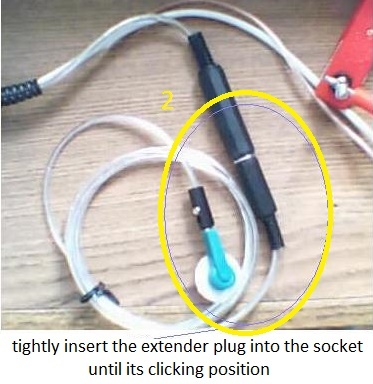 2
tightly insert the extender plug into the socket
until its clicking position